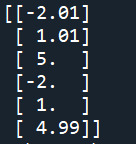 [[-2.01]
 [ 1.01]
 [ 5.  ]
 [-2.  ]
 [ 1.  ]
 [ 4.99]]